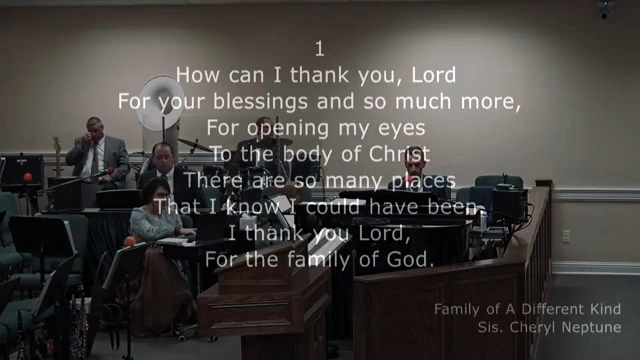 1
How can I thank you, Lord
For your blessings and so much more,
For opening my eyes
To the body of Christ
There are so many places
That I know I could have been,
I thank you Lord,
For the family of God.
Family of A Different Kind
Sis. Cheryl Neptune